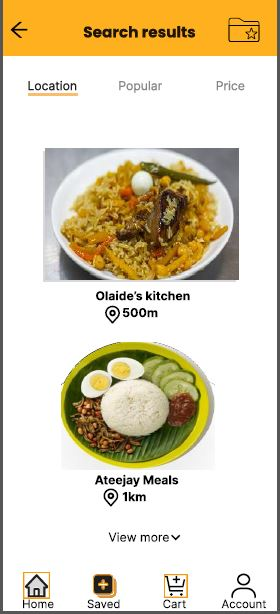 Search results
Location Popular Price
Olaide's kitchen
500m
Ateejay Meals
1km
View more
Home Saved Cart Account